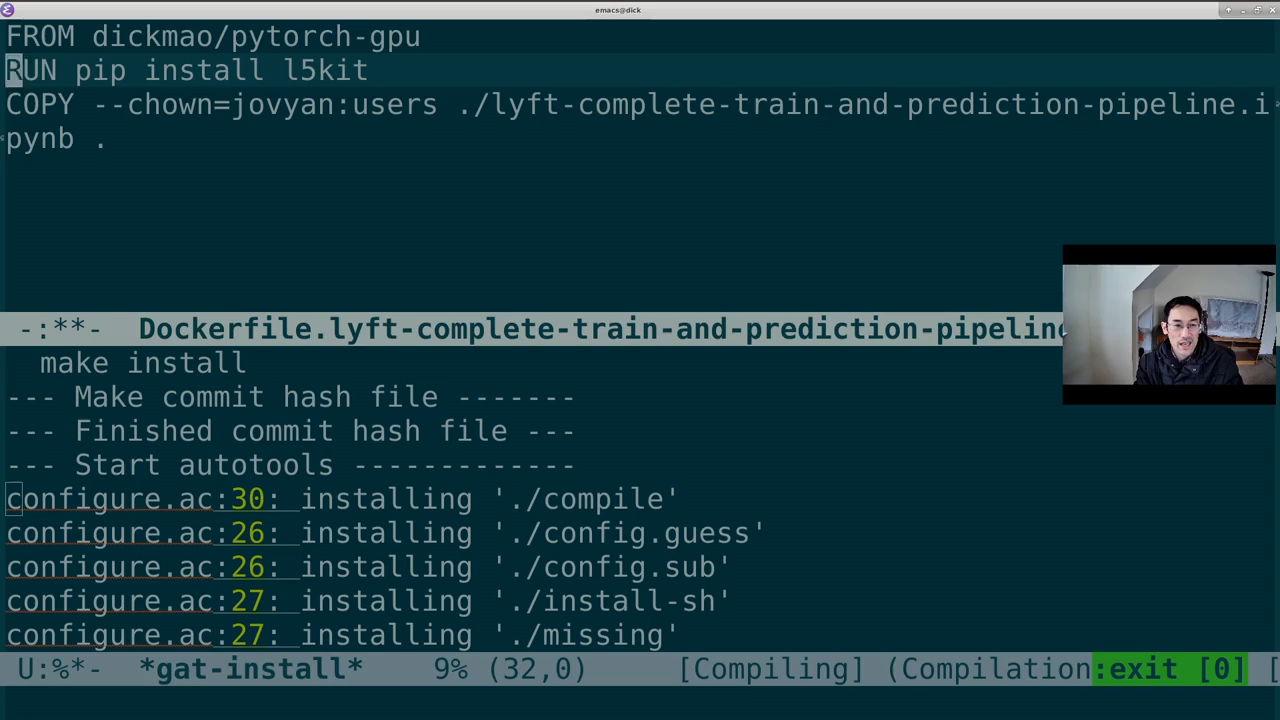 emacs@dick
FROM dickmao/pytorch-gpu
RUN pip install l5kit
COPY --chown=jovyan:users ./lyft-complete-train-and-prediction-pipeline.i
pynb .
-:**-  Dockerfile.lyft-complete-train-and-prediction-pipeline
make install
--- Make commit hash file -------
--- Finished commit hash file ---
--- Start autotools -------------
configure.ac:30: installing './compile'
configure.ac:26: installing './config.guess'
configure.ac:26: installing './config.sub'
configure.ac:27: installing './install-sh'
configure.ac:27: installing './missing'
U:%*-  *gat-install*    9% (32,0)    [Compiling] (Compilation:exit [0] [